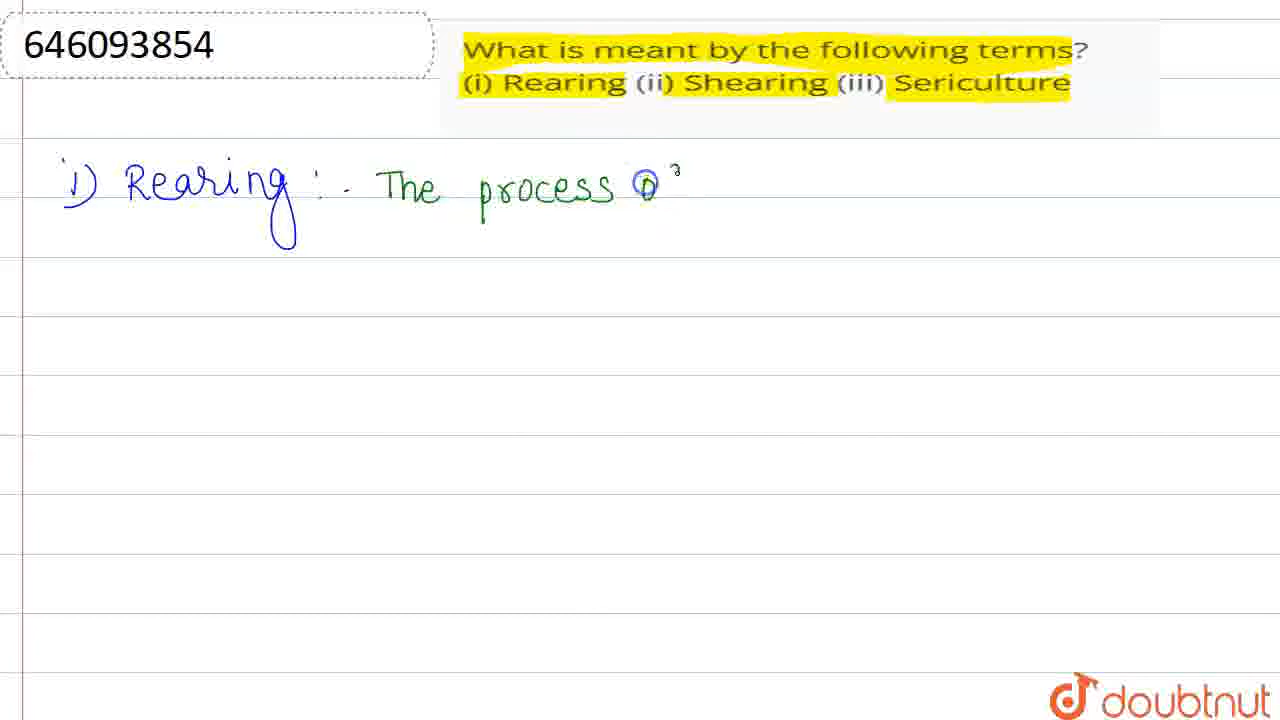 646093854
What is meant by the following terms?
(i) Rearing (ii) Shearing (iii) Sericulture
i) Rearing :- The process o
doubtnut